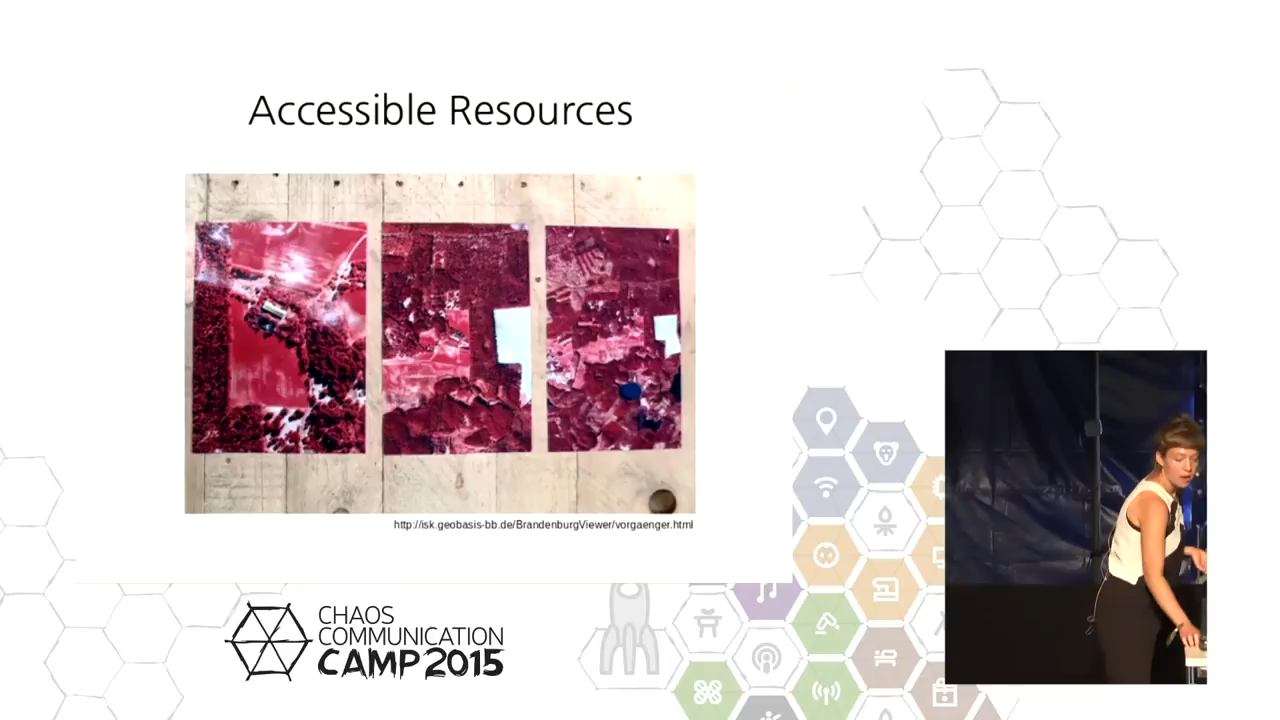 Accessible Resources
http://isk.geobasis-bb.de/BrandenburgViewer/vorgaenger.html
CHAOS
COMMUNICATION
CAMP 2015